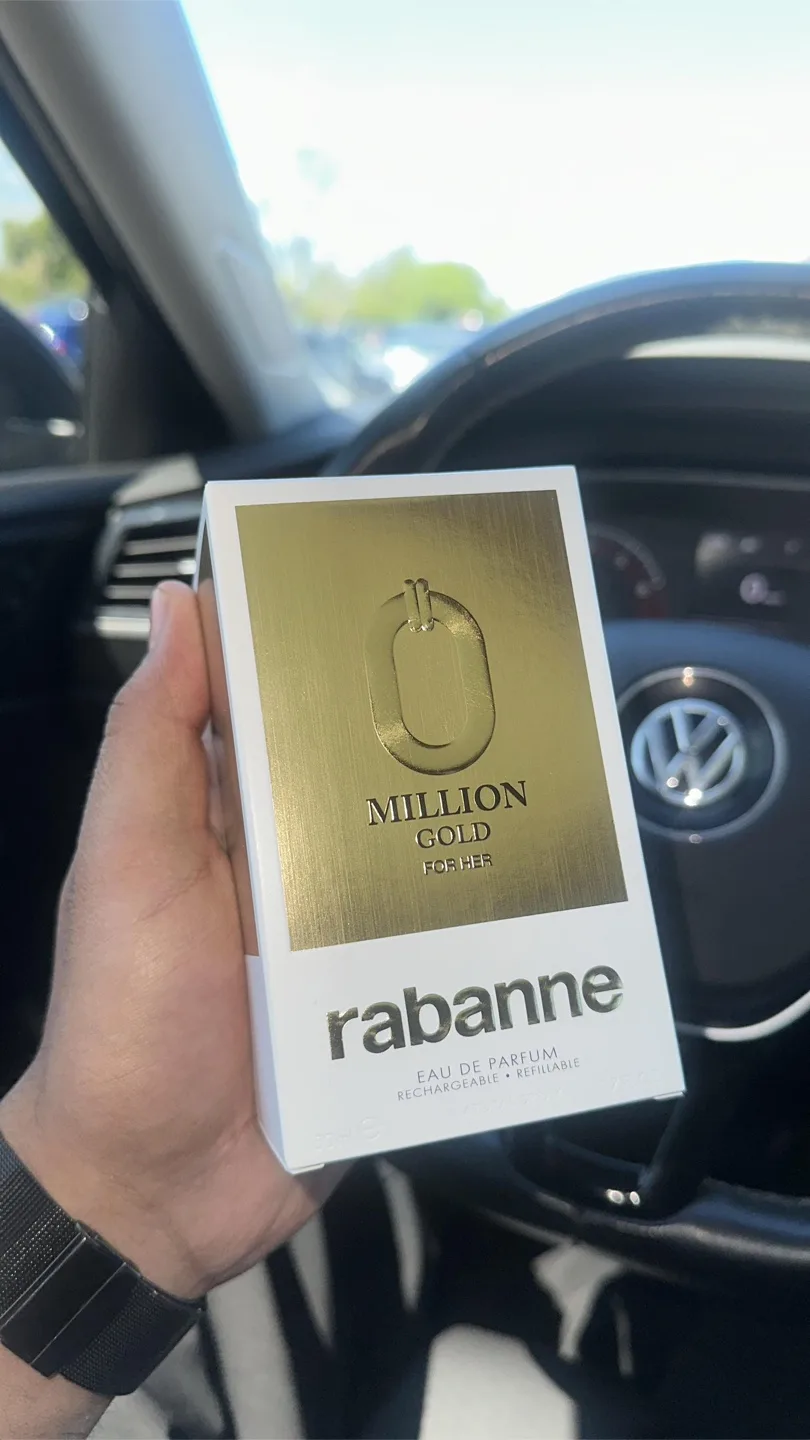 MILLION
GOLD
FOR HER
rabanne
EAU DE PARFUM
RECHARGEABLE • REFILLABLE